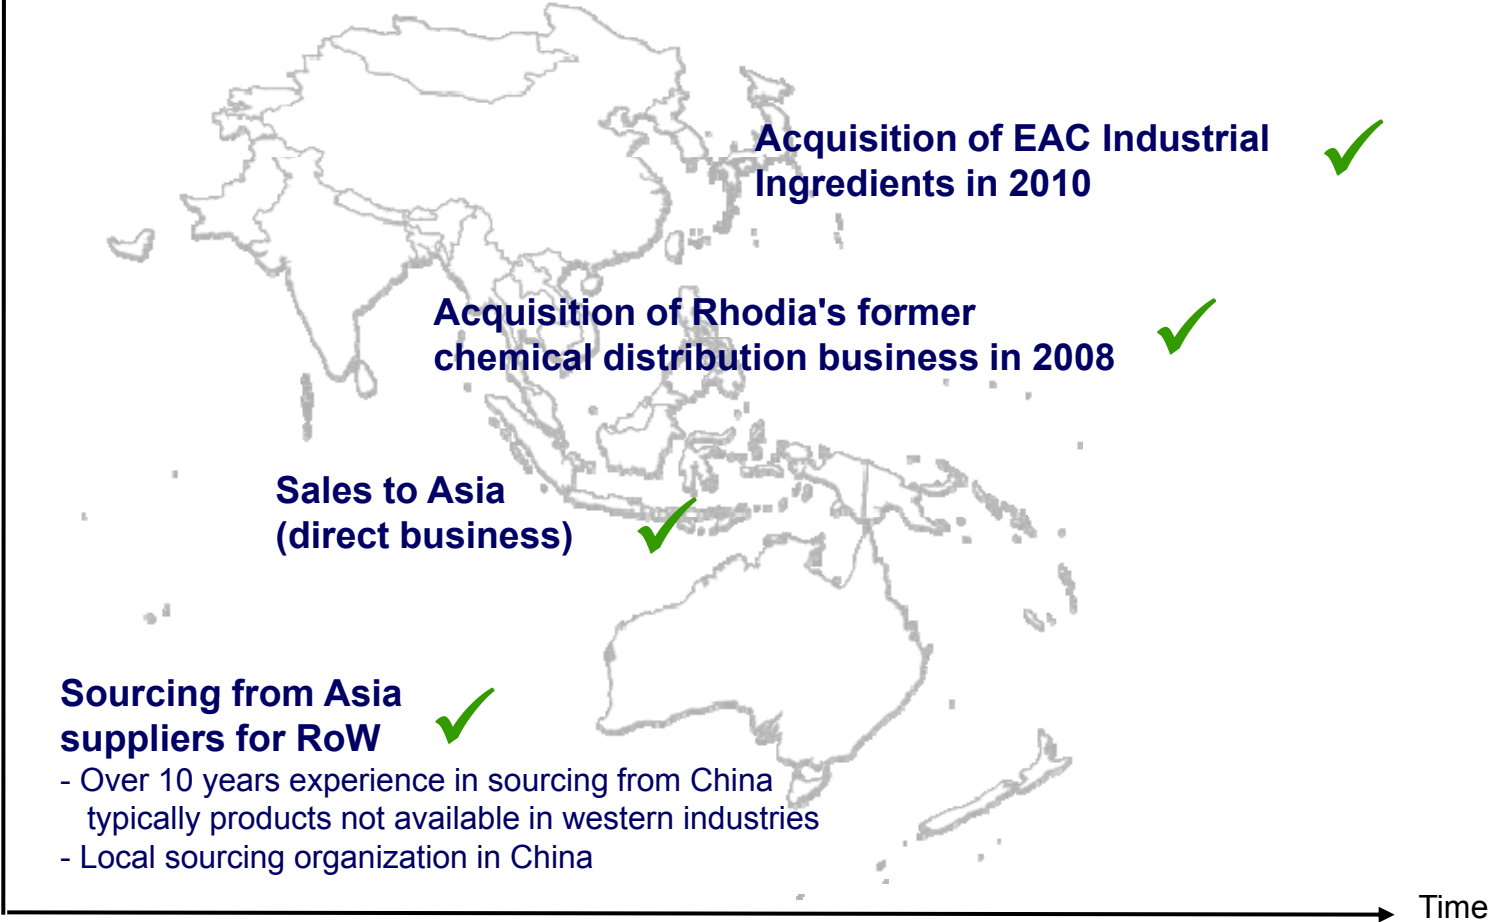 Acquisition of EAC Industrial
Ingredients in 2010
Acquisition of Rhodia's former
chemical distribution business in 2008
Sales to Asia
(direct business)
Sourcing from Asia
suppliers for RoW
- Over 10 years experience in sourcing from China
typically products not available in western industries
- Local sourcing organization in China
Time